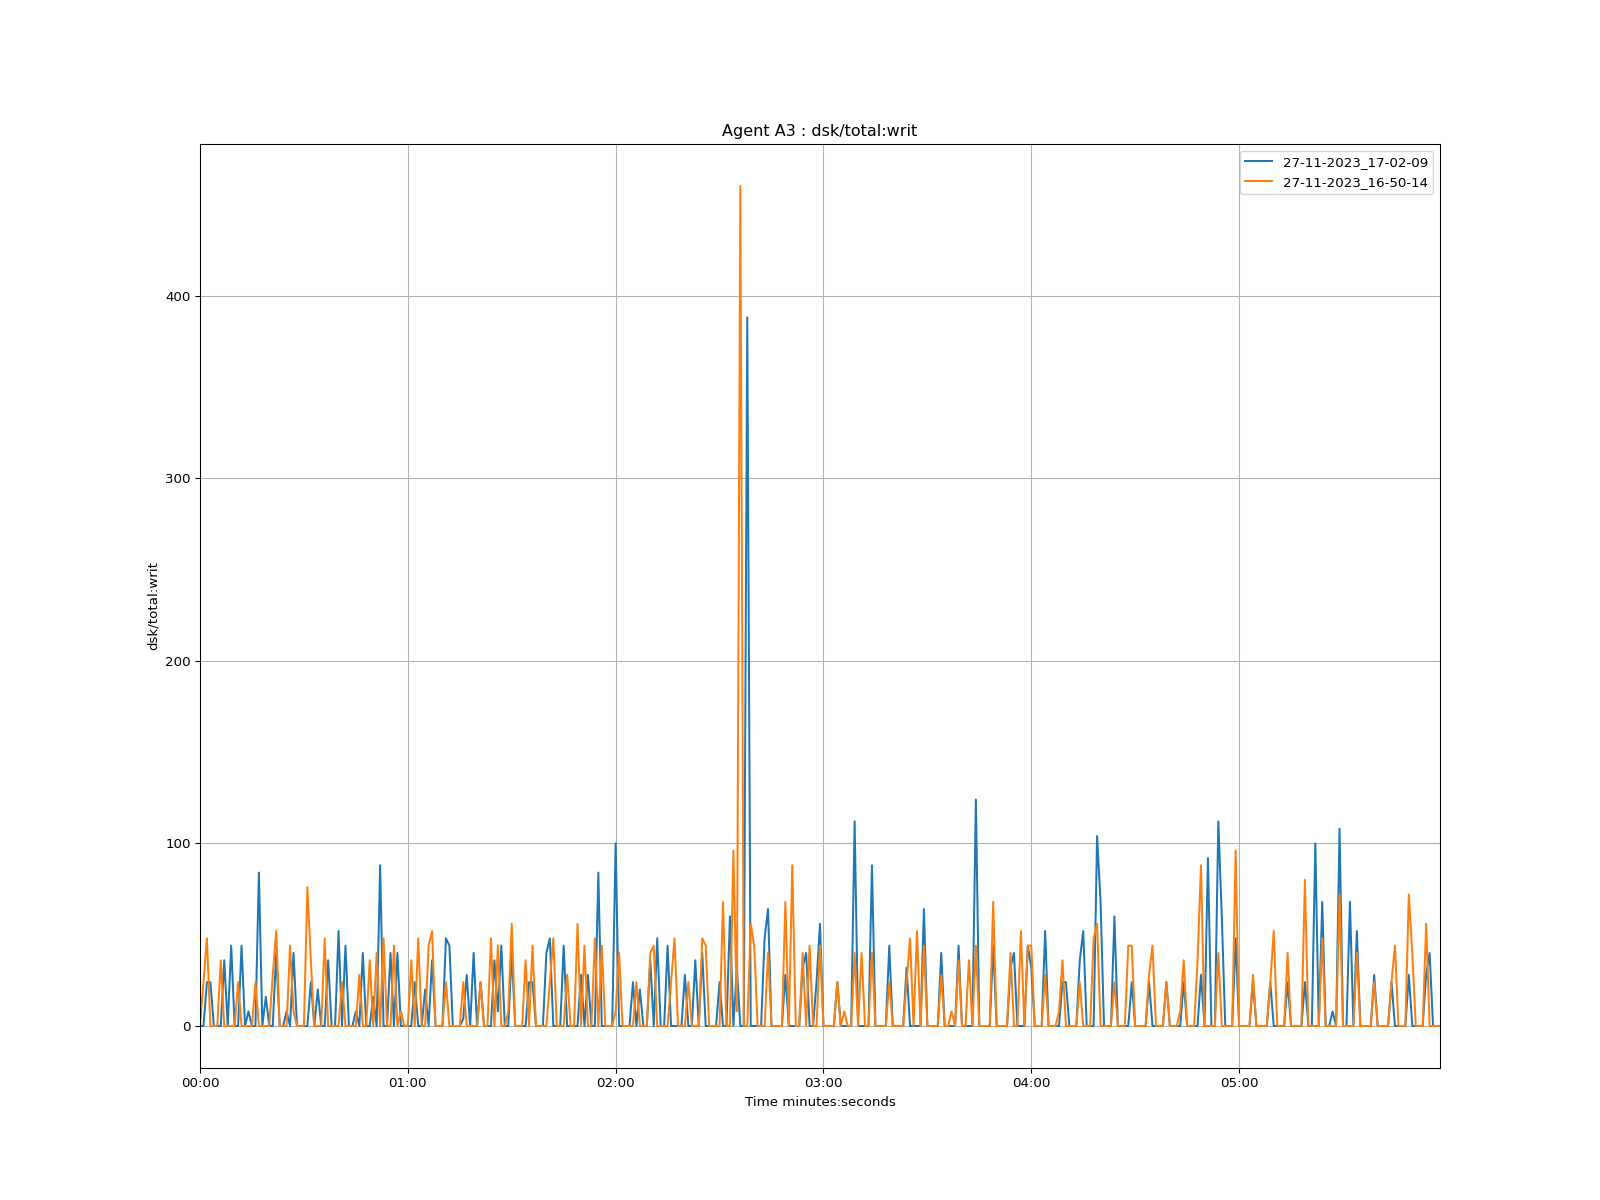 Agent A3 : dsk/total:writ
27-11-2023_17-02-09
27-11-2023_16-50-14
400
300
200
100
0
dsk/total:writ
00:00 01:00 02:00 03:00 04:00 05:00
Time minutes:seconds